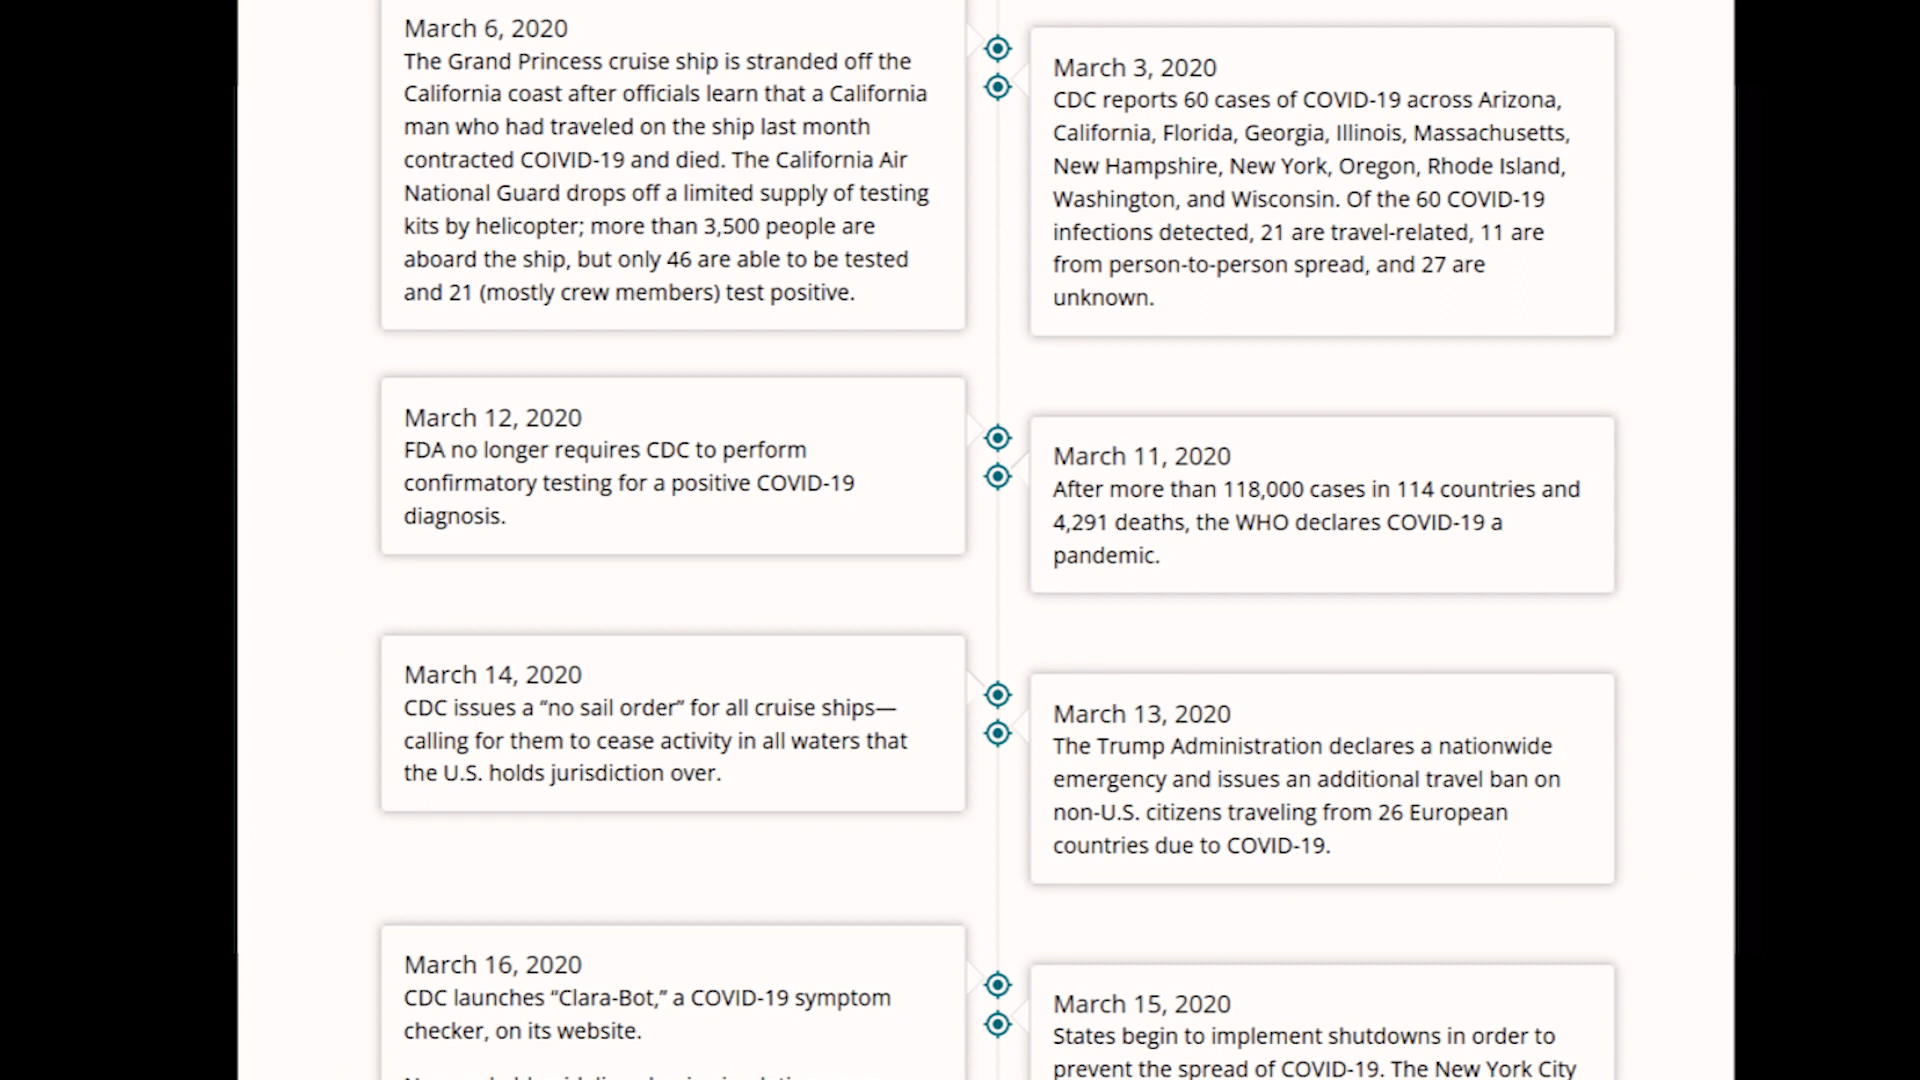 March 6, 2020
The Grand Princess cruise ship is stranded off the
California coast after officials learn that a California
man who had traveled on the ship last month
contracted COIVID-19 and died. The California Air
National Guard drops off a limited supply of testing
kits by helicopter; more than 3,500 people are
aboard the ship, but only 46 are able to be tested
and 21 (mostly crew members) test positive.
March 3, 2020
CDC reports 60 cases of COVID-19 across Arizona,
California, Florida, Georgia, Illinois, Massachusetts,
New Hampshire, New York, Oregon, Rhode Island,
Washington, and Wisconsin. Of the 60 COVID-19
infections detected, 21 are travel-related, 11 are
from person-to-person spread, and 27 are
unknown.
March 12, 2020
FDA no longer requires CDC to perform
confirmatory testing for a positive COVID-19
diagnosis.
March 11, 2020
After more than 118,000 cases in 114 countries and
4,291 deaths, the WHO declares COVID-19 a
pandemic.
March 14, 2020
CDC issues a “no sail order” for all cruise ships—
calling for them to cease activity in all waters that
the U.S. holds jurisdiction over.
March 13, 2020
The Trump Administration declares a nationwide
emergency and issues an additional travel ban on
non-U.S. citizens traveling from 26 European
countries due to COVID-19.
March 16, 2020
CDC launches “Clara-Bot,” a COVID-19 symptom
checker, on its website.
March 15, 2020
States begin to implement shutdowns in order to
prevent the spread of COVID-19. The New York City